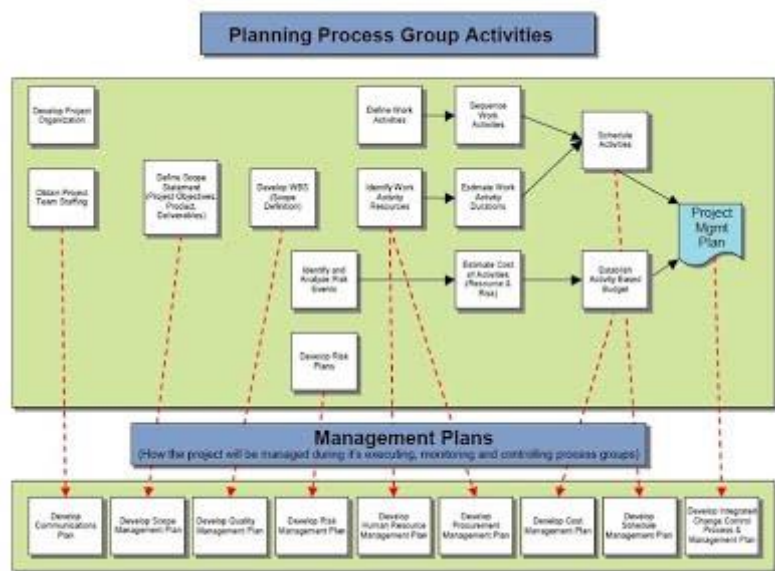 Planning Process Group Activities
Develop Project
Organization
Define Work
Activities
Sequence
Work
Activities
Schedule
Activities
Obtain Project
Team Staffing
Define Scope
Statement
(Project Objectives,
Product,
Deliverables)
Develop WBS
(Scope
Definition)
Identify Work
Activity
Resources
Estimate Work
Activity
Durations
Project
Mgmt
Plan
Identify and
Analyze Risk
Events
Estimate Cost
of Activities
(Resource &
Risk)
Establish
Activity Based
Budget
Develop Risk
Plans
Management Plans
(How the project will be managed during it's executing, monitoring and controlling process groups)
Develop
Communications
Plan
Develop Scope
Management Plan
Develop Quality
Management Plan
Develop Risk
Management Plan
Develop
Human Resource
Management Plan
Develop
Procurement
Management Plan
Develop Cost
Management Plan
Develop
Schedule
Management Plan
Develop Integrated
Change Control
Process &
Management Plan